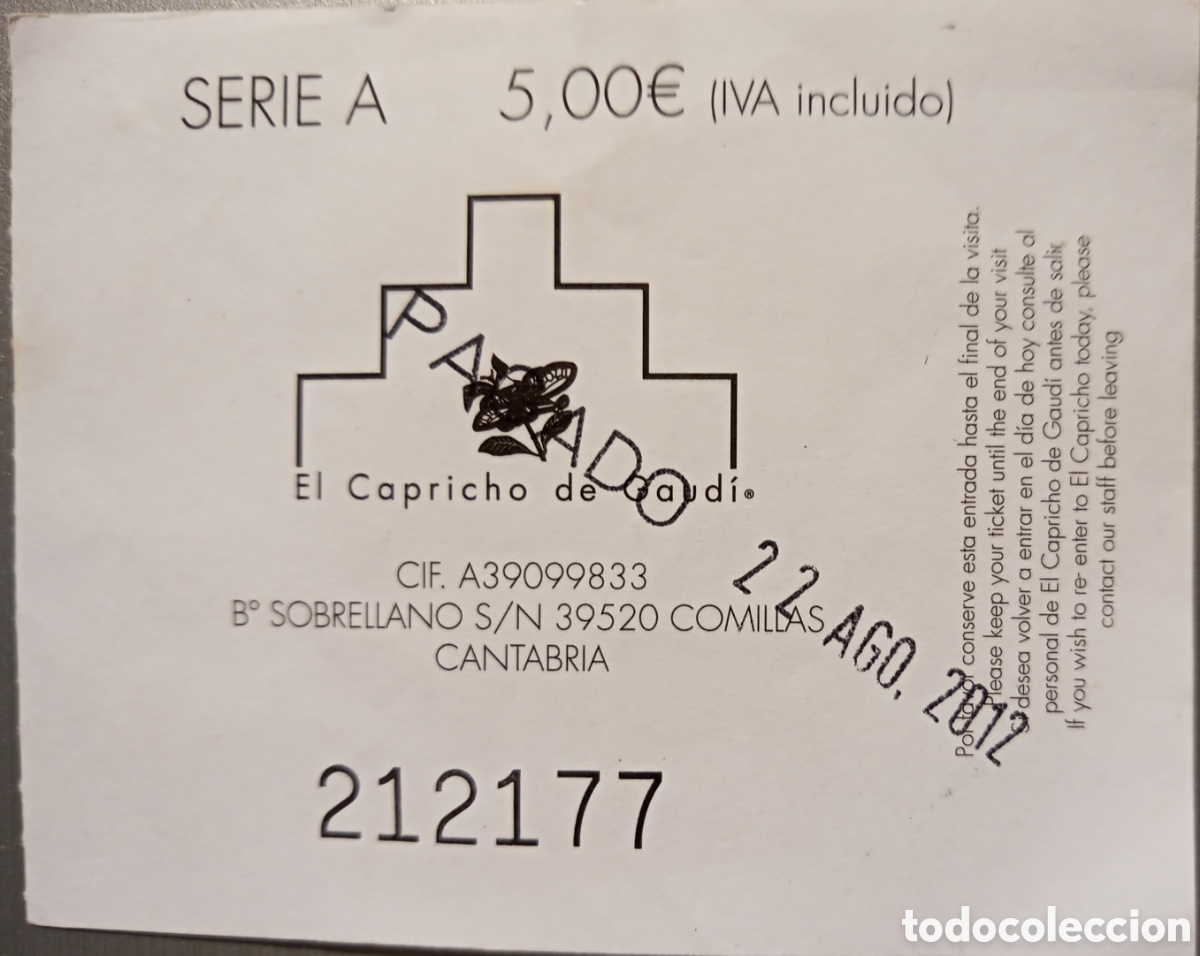 SERIE A 5,00€ (IVA incluido)
PAGADO
El Capricho de Gaudí®
CIF. A39099833
Bº SOBRELLANO S/N 39520 COMILLAS
CANTABRIA
22 AGO. 2012
212177
Por favor conserve esta entrada hasta el final de la visita.
Please keep your ticket until the end of your visit
desea volver a entrar en el día de hoy consulte al
personal de El Capricho de Gaudí antes de salir,
If you wish to re- enter to El Capricho today, please
contact our staff before leaving
todocoleccion